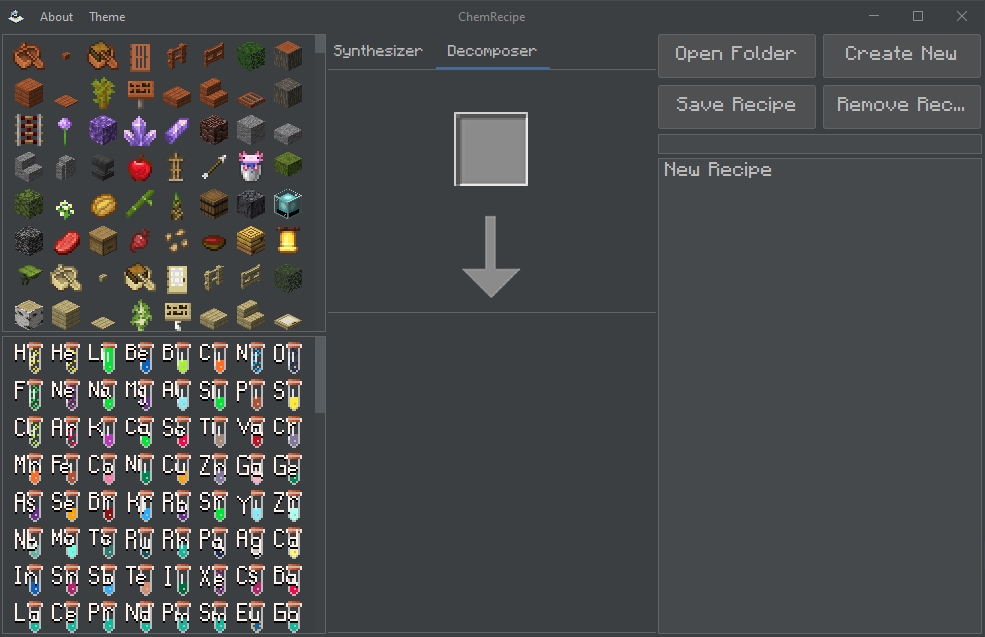 About Theme ChemRecipe
Synthesizer Decomposer Open Folder Create New
Save Recipe Remove Rec...
New Recipe
H He Li Be B C N O
F Ne Na Mg Al Si P S
Cl Ar K Ca Sc Ti Va Cr
Mn Fe Co Ni Cu Zn Ga Ge
As Se Br Kr Rb Sr Y Zr
Nb Mo Tc Ru Rh Pd Ag Cd
In Sn Sb Te I Xe Cs Ba
La Ce Pr Nd Pm Sm Eu Gd